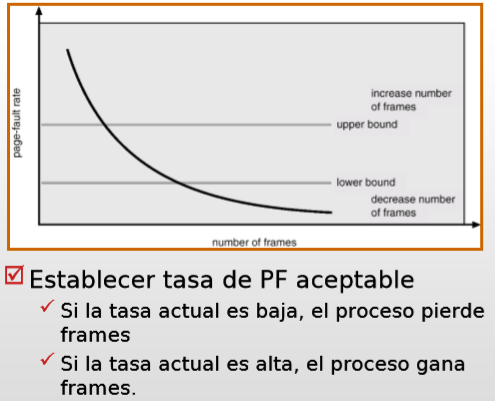 page-fault rate
increase number
of frames
upper bound
lower bound
decrease number
of frames
number of frames
Establecer tasa de PF aceptable
Si la tasa actual es baja, el proceso pierde
frames
Si la tasa actual es alta, el proceso gana
frames.